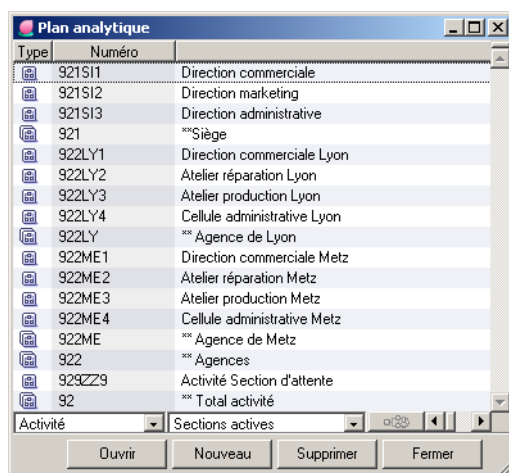 Plan analytique
Type Numéro
921SI1 Direction commerciale
921SI2 Direction marketing
921SI3 Direction administrative
921 **Siège
922LY1 Direction commerciale Lyon
922LY2 Atelier réparation Lyon
922LY3 Atelier production Lyon
922LY4 Cellule administrative Lyon
922LY ** Agence de Lyon
922ME1 Direction commerciale Metz
922ME2 Atelier réparation Metz
922ME3 Atelier production Metz
922ME4 Cellule administrative Metz
922ME ** Agence de Metz
922 ** Agences
929ZZ9 Activité Section d'attente
92 ** Total activité
Activité Sections actives
Ouvrir Nouveau Supprimer Fermer